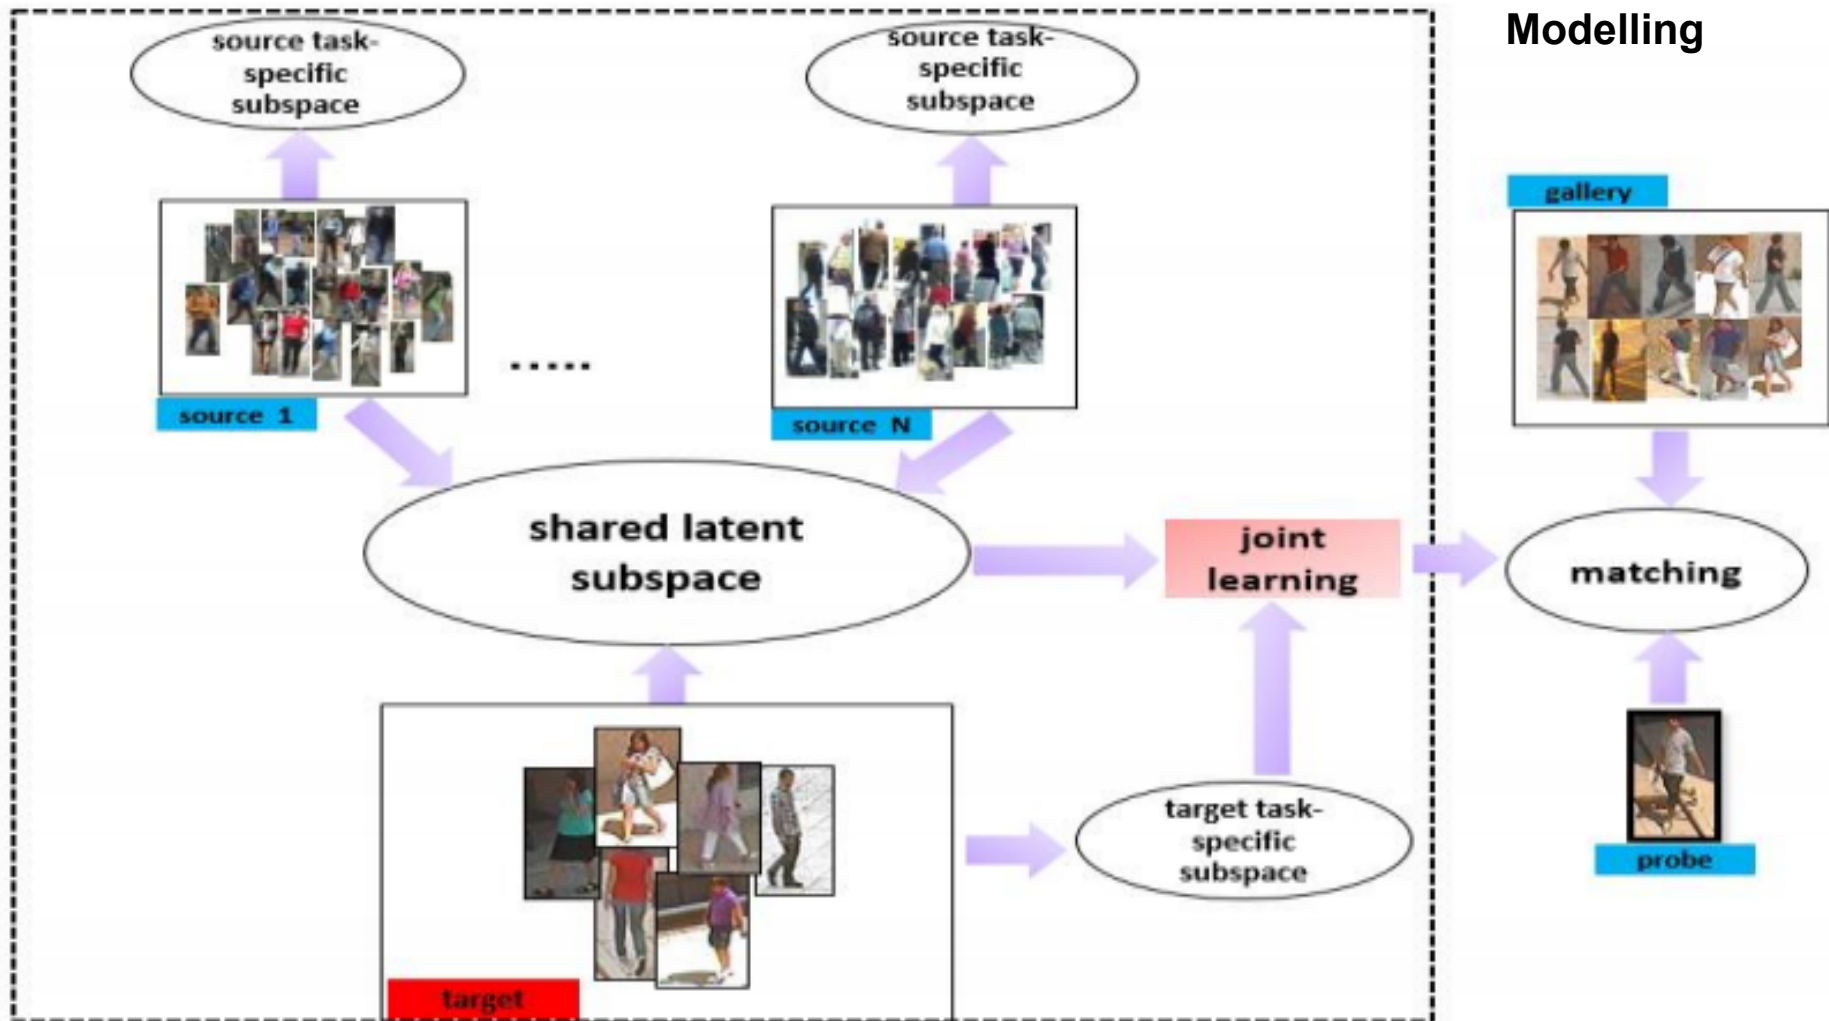 Modelling
source task-
specific
subspace
source task-
specific
subspace
gallery
.....
source 1
source N
shared latent
subspace
joint
learning
matching
target task-
specific
subspace
probe
target